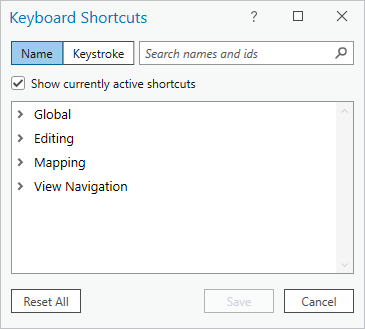 Keyboard Shortcuts ?
Name Keystroke Search names and ids
Show currently active shortcuts
Global
Editing
Mapping
View Navigation
Reset All Save Cancel